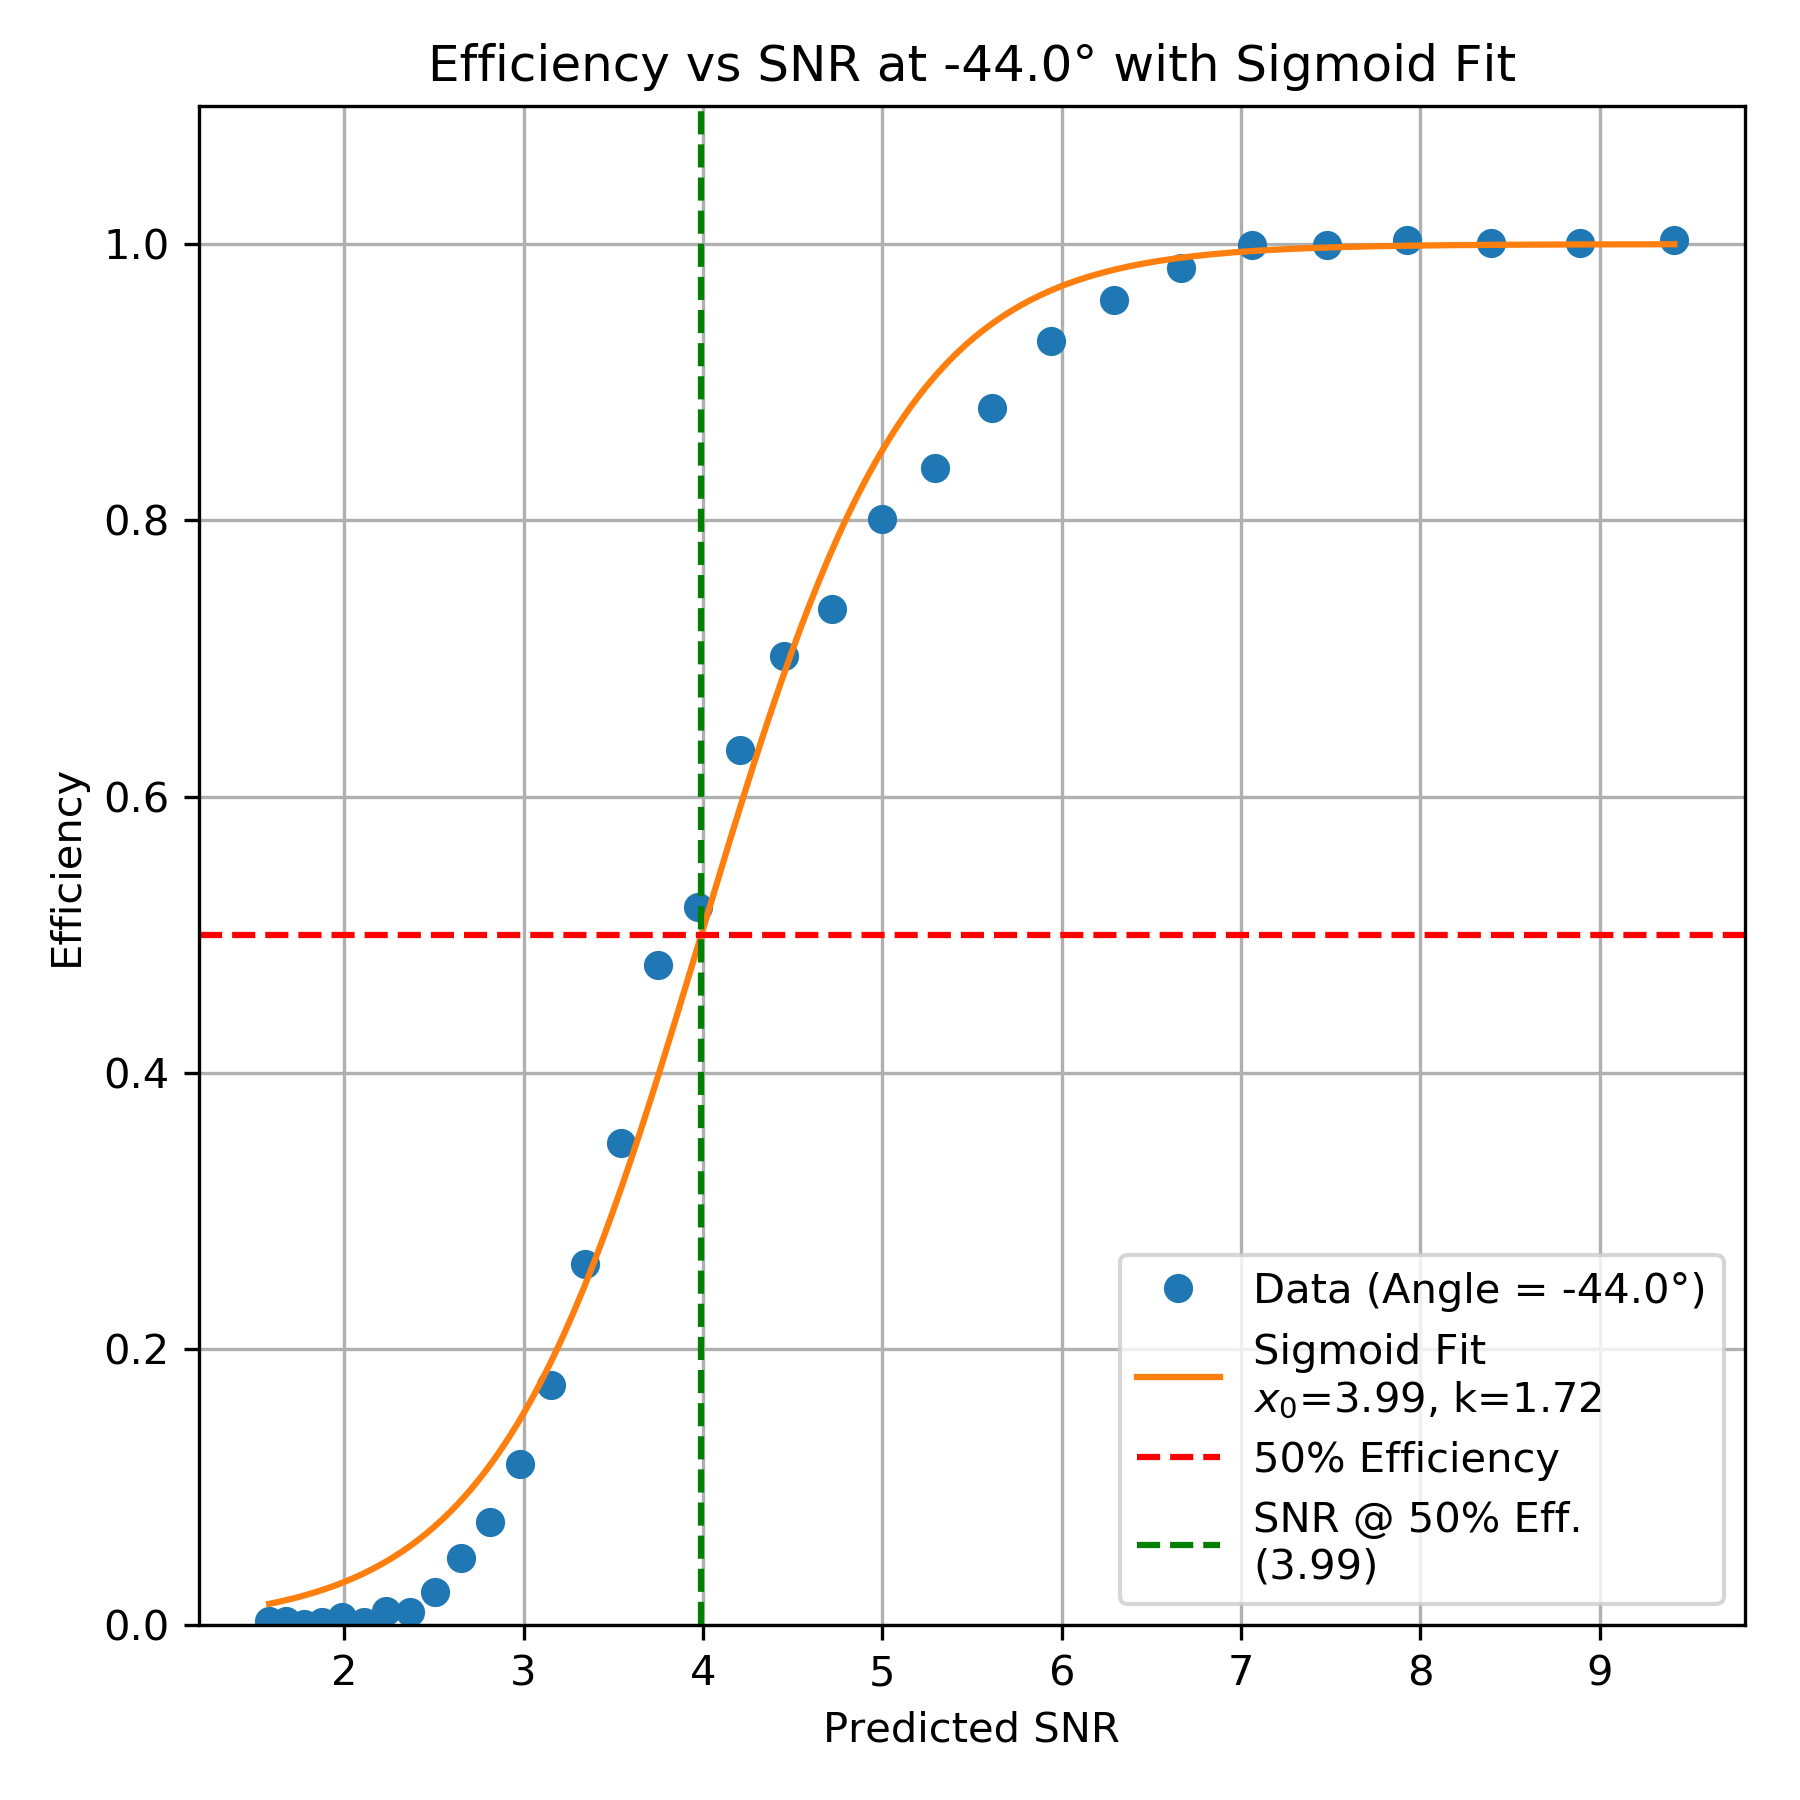 Efficiency vs SNR at -44.0° with Sigmoid Fit
Efficiency
1.0
0.8
0.6
0.4
0.2
0.0
2 3 4 5 6 7 8 9
Predicted SNR
Data (Angle = -44.0°)
Sigmoid Fit
x₀=3.99, k=1.72
50% Efficiency
SNR @ 50% Eff.
(3.99)